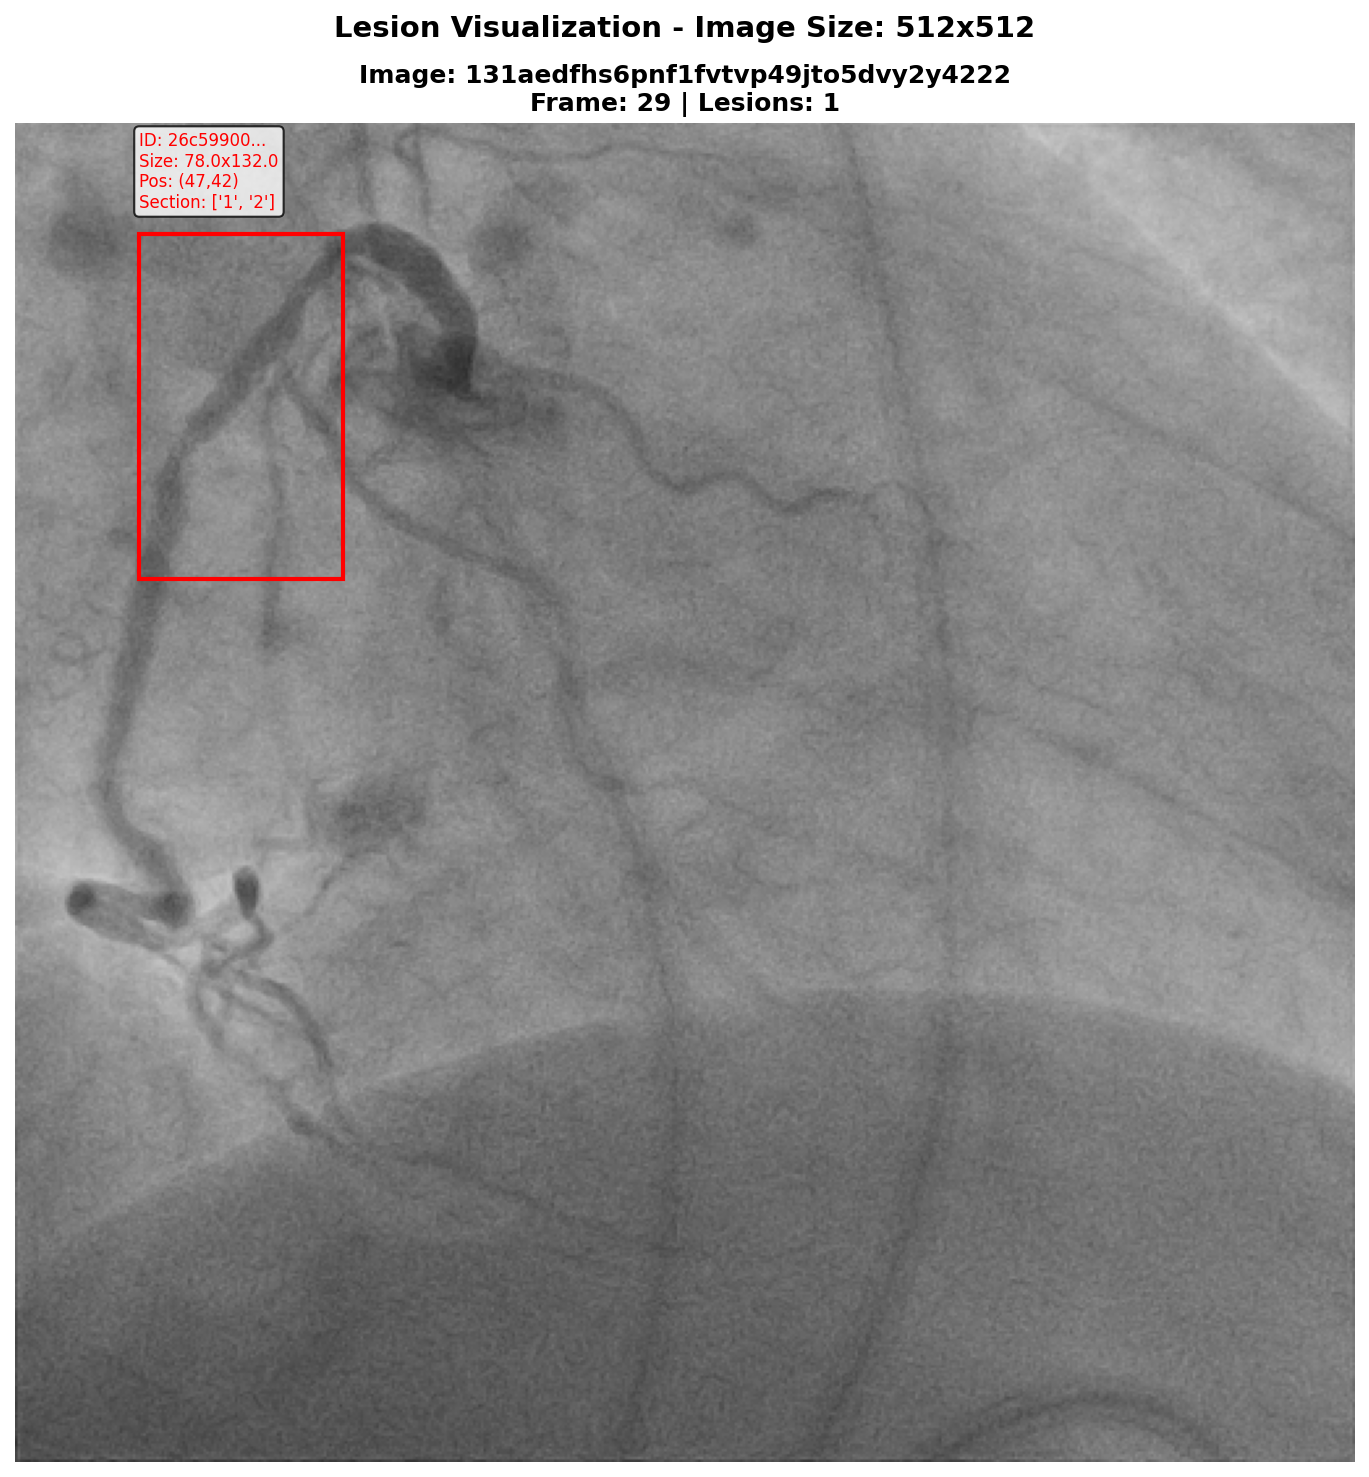 Lesion Visualization - Image Size: 512x512
Image: 131aedfhs6pnf1fvtvp49jto5dvy2y4222
Frame: 29 | Lesions: 1
ID: 26c59900...
Size: 78.0x132.0
Pos: (47,42)
Section: ['1', '2']